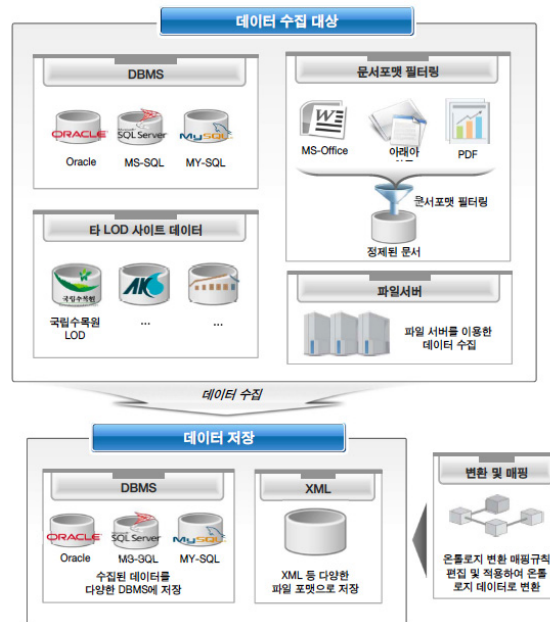 데이터 수집 대상
DBMS
ORACLE
SQL Server
MySQL
Oracle
MS-SQL
MY-SQL
문서포맷 필터링
W
MS-Office
아래아
PDF
문서포맷 필터링
정제된 문서
타 LOD 사이트 데이터
국립수목원
AKS
국립수목원
LOD
...
...
파일서버
파일 서버를 이용한
데이터 수집
데이터 수집
데이터 저장
DBMS
ORACLE
SQL Server
MySQL
Oracle
MS-SQL
MY-SQL
수집된 데이터를
다양한 DBMS에 저장
XML
XML 등 다양한
파일 포맷으로 저장
변환 및 매핑
온톨로지 변환 매핑규칙
편집 및 적용하여 온톨
로지 데이터로 변환